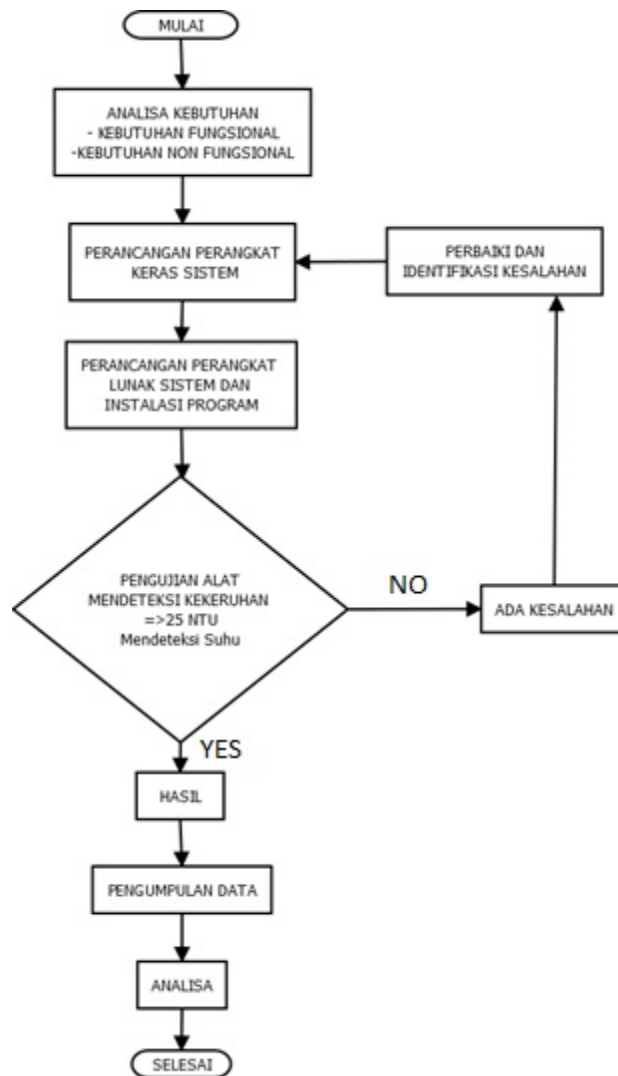 MULAI
ANALISA KEBUTUHAN
- KEBUTUHAN FUNGSIONAL
-KEBUTUHAN NON FUNGSIONAL
PERANCANGAN PERANGKAT
KERAS SISTEM
PERBAIKI DAN
IDENTIFIKASI KESALAHAN
PERANCANGAN PERANGKAT
LUNAK SISTEM DAN
INSTALASI PROGRAM
PENGUJIAN ALAT
MENDETEKSI KEKERUHAN
=>25 NTU
Mendeteksi Suhu
NO
ADA KESALAHAN
YES
HASIL
PENGUMPULAN DATA
ANALISA
SELESAI